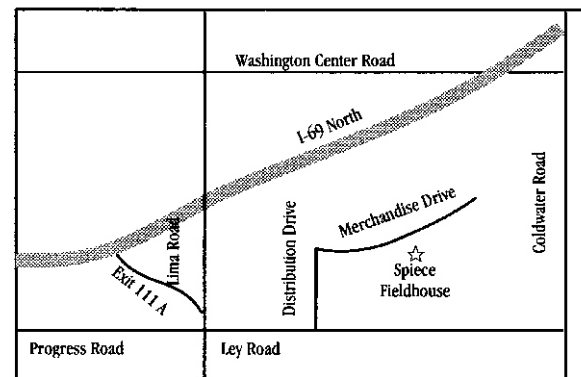 Washington Center Road
I-69 North
Coldwater Road
Merchandise Drive
Lima Road
Distribution Drive
Exit 111 A
Spiece
Fieldhouse
Progress Road
Ley Road